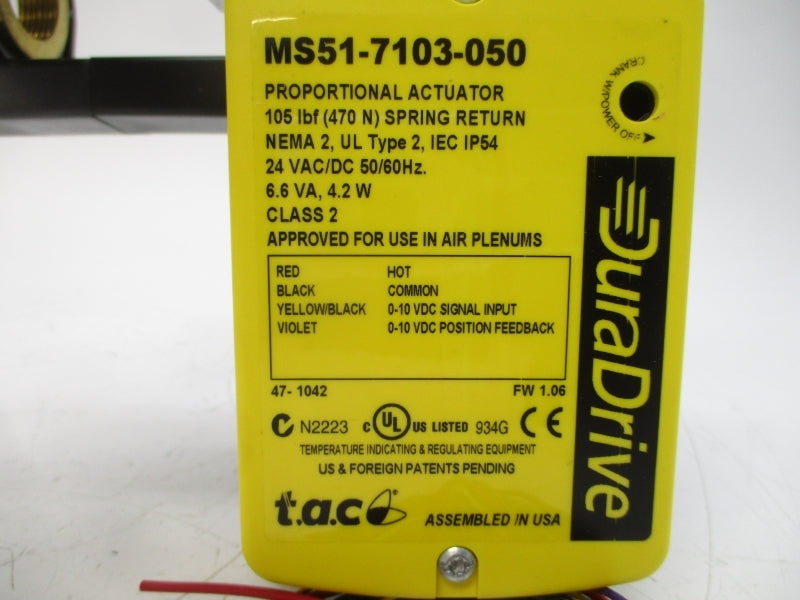 MS51-7103-050
CRANK W/POWER OFF
PROPORTIONAL ACTUATOR
105 lbf (470 N) SPRING RETURN
NEMA 2, UL Type 2, IEC IP54
24 VAC/DC 50/60Hz.
6.6 VA, 4.2 W
CLASS 2
APPROVED FOR USE IN AIR PLENUMS
RED HOT
BLACK COMMON
YELLOW/BLACK 0-10 VDC SIGNAL INPUT
VIOLET 0-10 VDC POSITION FEEDBACK
47- 1042 FW 1.06
N2223 C UL US LISTED 934G CE
TEMPERATURE INDICATING & REGULATING EQUIPMENT
US & FOREIGN PATENTS PENDING
t.a.c ® ASSEMBLED IN USA
DuraDrive